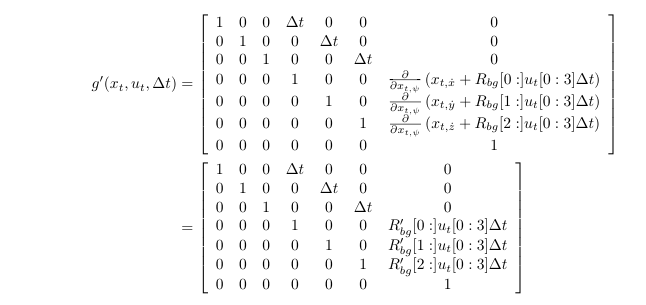 g′(x_t, u_t, Δt) = [ 1 0 0 Δt 0 0 0
0 1 0 0 Δt 0 0
0 0 1 0 0 Δt 0
0 0 0 1 0 0 ∂/∂x_{t,ψ} (x_{t,ẋ} + R_{bg}[0 :]u_t[0 : 3]Δt)
0 0 0 0 1 0 ∂/∂x_{t,ψ} (x_{t,ẏ} + R_{bg}[1 :]u_t[0 : 3]Δt)
0 0 0 0 0 1 ∂/∂x_{t,ψ} (x_{t,ż} + R_{bg}[2 :]u_t[0 : 3]Δt)
0 0 0 0 0 0 1 ]
= [ 1 0 0 Δt 0 0 0
0 1 0 0 Δt 0 0
0 0 1 0 0 Δt 0
0 0 0 1 0 0 R′_{bg}[0 :]u_t[0 : 3]Δt
0 0 0 0 1 0 R′_{bg}[1 :]u_t[0 : 3]Δt
0 0 0 0 0 1 R′_{bg}[2 :]u_t[0 : 3]Δt
0 0 0 0 0 0 1 ]